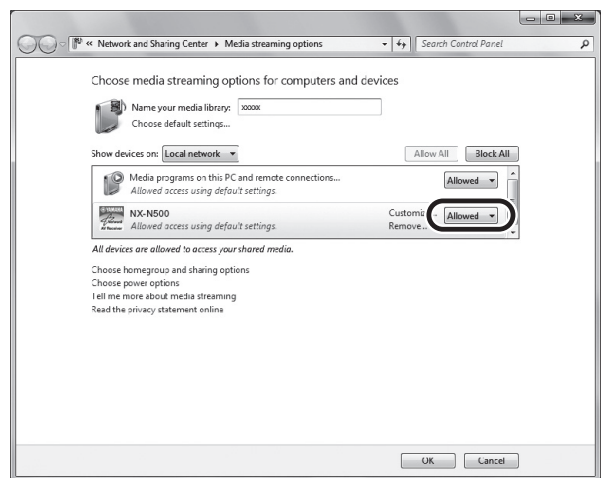 « Network and Sharing Center ▸ Media streaming options
Search Control Panel
Choose media streaming options for computers and devices
Name your media library: xxxxx
Choose default settings...
Show devices on: Local network
Allow All Block All
Media programs on this PC and remote connections...
Allowed access using default settings.
Allowed
YAMAHA
AV Receiver
NX-N500
Allowed access using default settings.
Customize...
Remove...
Allowed
All devices are allowed to access your shared media.
Choose homegroup and sharing options
Choose power options
Tell me more about media streaming
Read the privacy statement online
OK Cancel